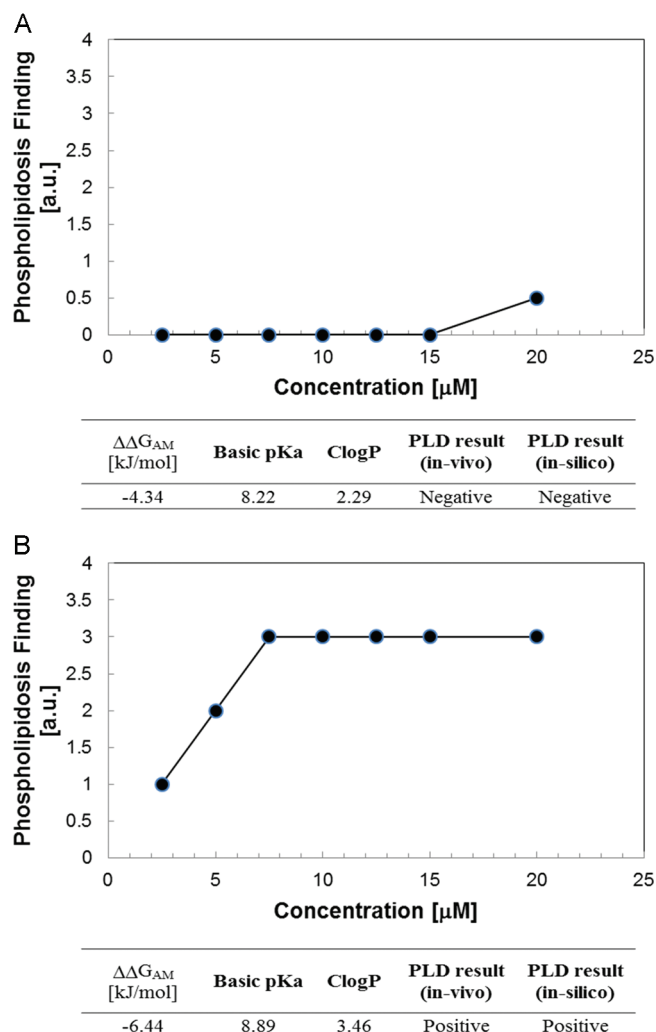 A
Phospholipidosis Finding
[a.u.]
4
3.5
3
2.5
2
1.5
1
0.5
0
0 5 10 15 20 25
Concentration [μM]
ΔΔG_AM [kJ/mol] Basic pKa ClogP PLD result (in-vivo) PLD result (in-silico)
-4.34 8.22 2.29 Negative Negative
B
Phospholipidosis Finding
[a.u.]
4
3.5
3
2.5
2
1.5
1
0.5
0
0 5 10 15 20 25
Concentration [μM]
ΔΔG_AM [kJ/mol] Basic pKa ClogP PLD result (in-vivo) PLD result (in-silico)
-6.44 8.89 3.46 Positive Positive